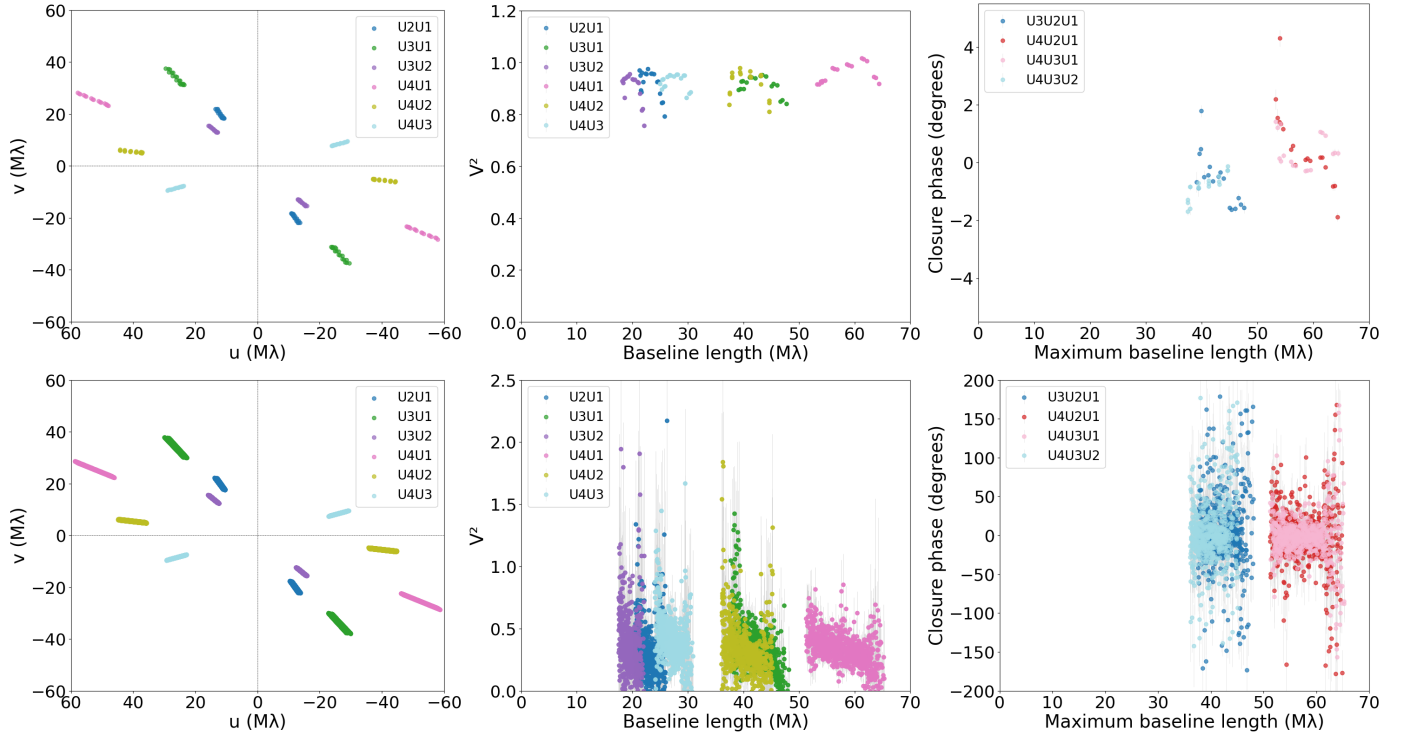 60
40
20
0
−20
−40
−60
60
40
20
0
−20
−40
−60
u (Mλ)
v (Mλ)
U2U1
U3U1
U3U2
U4U1
U4U2
U4U3
1.2
1.0
0.8
0.6
0.4
0.2
0.0
0
10
20
30
40
50
60
70
Baseline length (Mλ)
V²
U2U1
U3U1
U3U2
U4U1
U4U2
U4U3
4
2
0
−2
−4
0
10
20
30
40
50
60
70
Maximum baseline length (Mλ)
Closure phase (degrees)
U3U2U1
U4U2U1
U4U3U1
U4U3U2
60
40
20
0
−20
−40
−60
60
40
20
0
−20
−40
−60
u (Mλ)
v (Mλ)
U2U1
U3U1
U3U2
U4U1
U4U2
U4U3
2.5
2.0
1.5
1.0
0.5
0.0
0
10
20
30
40
50
60
70
Baseline length (Mλ)
V²
U2U1
U3U1
U3U2
U4U1
U4U2
U4U3
200
150
100
50
0
−50
−100
−150
−200
0
10
20
30
40
50
60
70
Maximum baseline length (Mλ)
Closure phase (degrees)
U3U2U1
U4U2U1
U4U3U1
U4U3U2